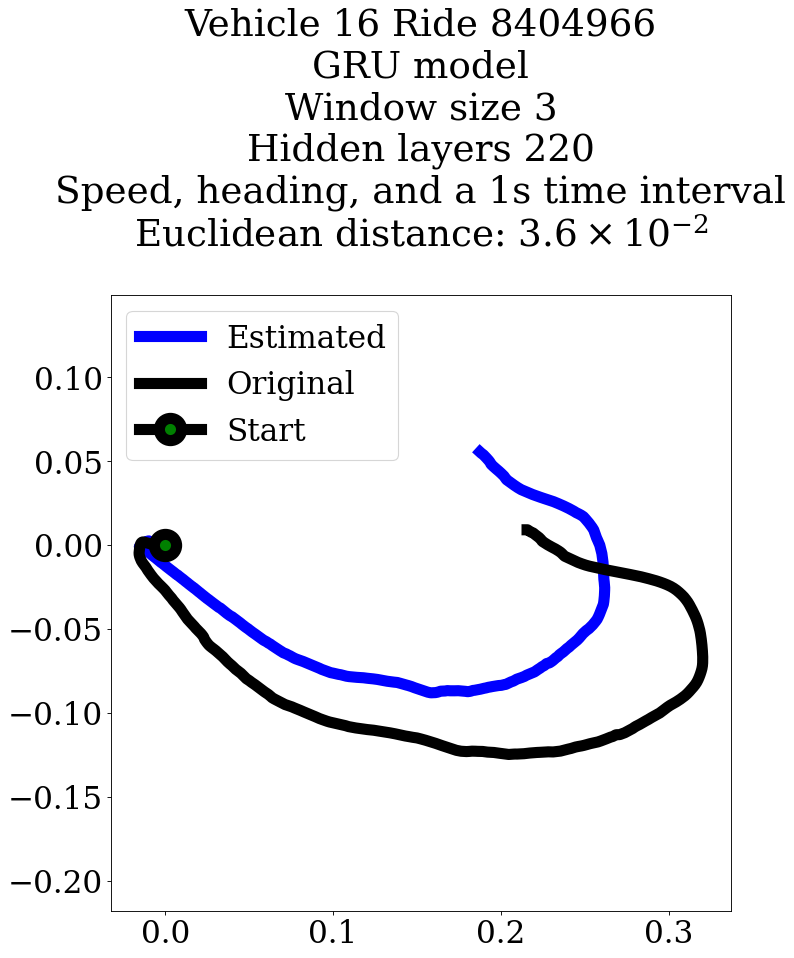 Vehicle 16 Ride 8404966
GRU model
Window size 3
Hidden layers 220
Speed, heading, and a 1s time interval
Euclidean distance: 3.6 × 10⁻²
Estimated
Original
Start
0.10
0.05
0.00
−0.05
−0.10
−0.15
−0.20
0.0 0.1 0.2 0.3